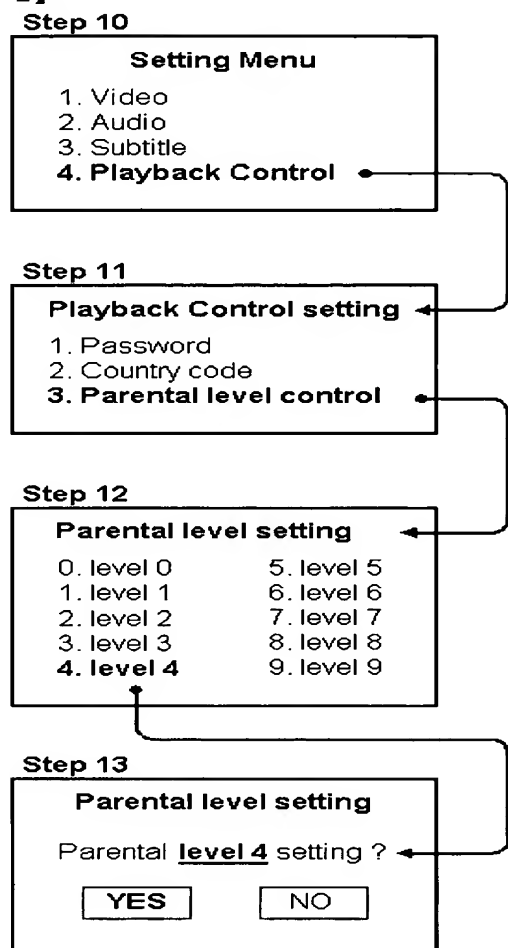 Step 10
Setting Menu
1. Video
2. Audio
3. Subtitle
4. Playback Control
Step 11
Playback Control setting
1. Password
2. Country code
3. Parental level control
Step 12
Parental level setting
0. level 0 5. level 5
1. level 1 6. level 6
2. level 2 7. level 7
3. level 3 8. level 8
4. level 4 9. level 9
Step 13
Parental level setting
Parental level 4 setting ?
YES NO